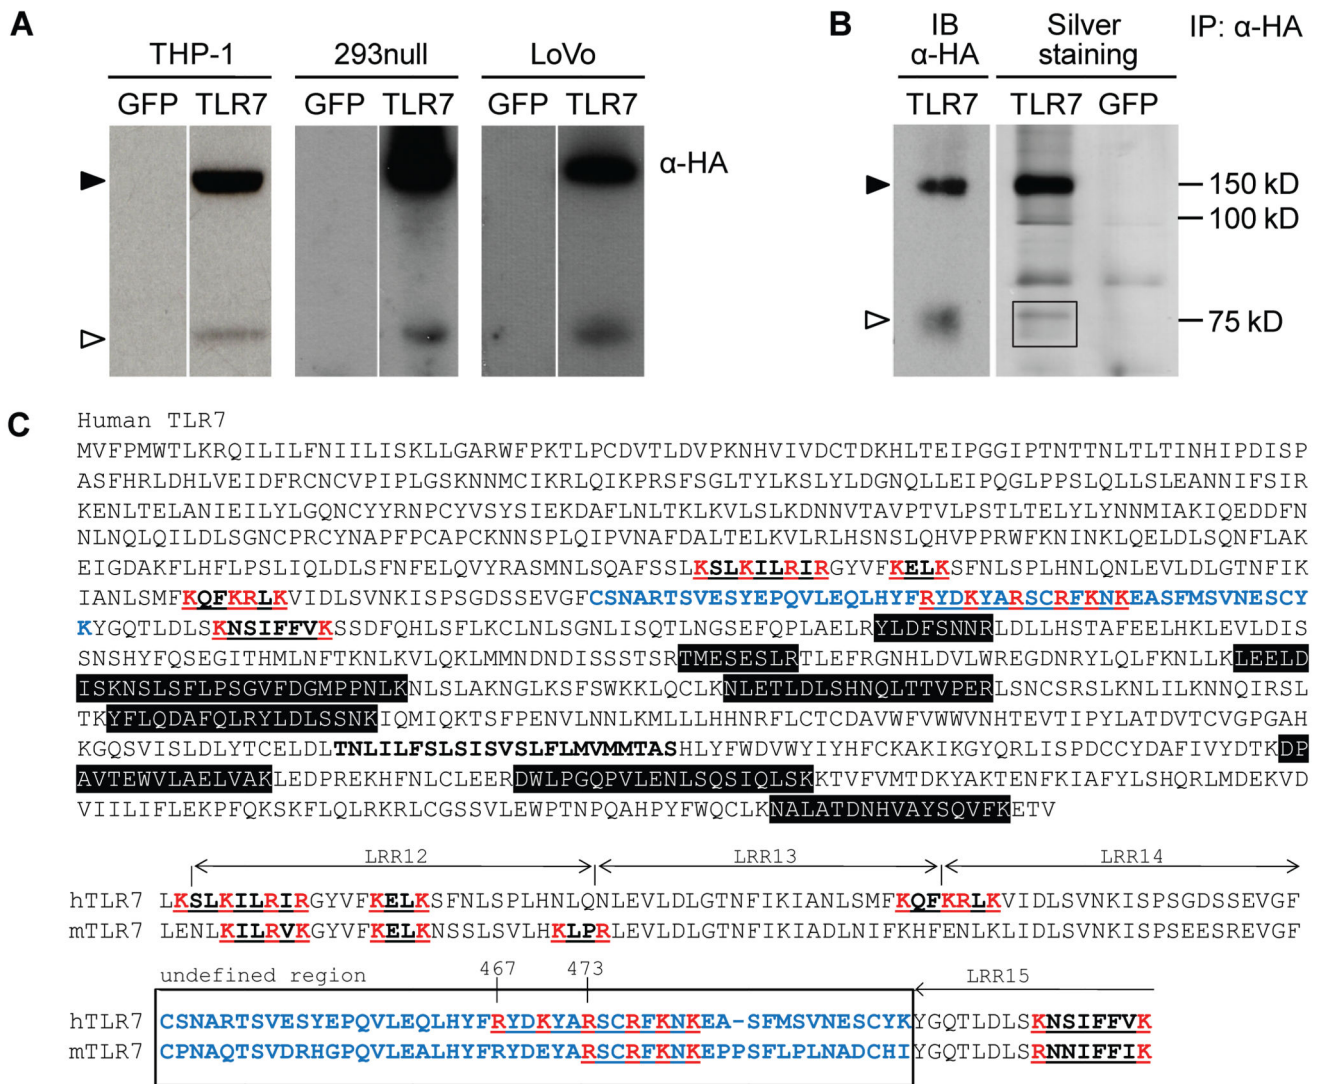 A
THP-1 293null LoVo
GFP TLR7 GFP TLR7 GFP TLR7
α-HA
B
IB α-HA
Silver staining
IP: α-HA
TLR7 TLR7 GFP
150 kD
100 kD
75 kD
C
Human TLR7
MVFPMWTLKRQILILFNIILISKLLGARWFPKTLPCDVTLDVPKNHVIVDCTDKHLTEIPGGIPTNTTNLTLTINHIPDISP
ASFHRLDHLVEIDFRCNCVPIPLGSKNNMCIKRLQIKPRSFSGLTYLKSLYLDGNQLLEIPQGLPPSLQLLSLEANNIFSIR
KENLTELANIEILYLGQNCYYRNPCYVSYSIEKDAFLNLTKLKVLSLKDNNVTAVPTVLPSTLTELYLYNNMIAKIQEDDFN
NLNQLQILDLSGNCPRCYNAPFPCAPCKNNSPLQIPVNAFDALTELKVLRLHSNSLQHVPPRWFKNINKLQELDLSQNFLAK
EIGDAKFLHFLPSLIQLDLSFNFELQVYRASMNLSQAFSSLKSLKILRIRGYVFKELKSFNLSPLHNLQNLEVLDLGTNFIK
IANLSMFKQFKRLKVIDLSVNKISPSGDSSEVGFCSNARTSVESYEPQVLEQLHYFRYDKYARSCRFKNKEASFMSVNESCY
KYGQTLDLSKNSIFFVKSSDFQHLSFLKCLNLSGNLISQTLNGSEFQPLAELRYLDFSNNRLDLLHSTAFEELHKLEVLDIS
SNSHYFQSEGITHMLNFTKNLKVLQKLMMNDNDISSSTSRTMESESLRTLEFRGNHLDVLWREGDNRYLQLFKNLLKLEELD
ISKNSLSFLPSGVFDGMPPNLKNLSLAKNGLKSFSWKKLQCLKNLETLDLSHNQLTTVPERLSNCSRSLKNLILKNNQIRSL
TKYFLQDAFQLRYLDLSSNKIQMIQKTSFPENVLNNLKMLLLHHNRFLCTCDAVWFVWWVNHTEVTIPYLATDVTCVGPGAH
KGQSVISLDLYTCELDLTNLILFSLSISVSLFLMVMMTASHLYFWDVWYIYHFCKAKIKGYQRLISPDCCYDAFIVYDTKDP
AVTEWVLAELVAKLEDPREKHFNLCLEERDWLPGQPVLENLSQSIQLSKKTVFVMTDKYAKTENFKIAFYLSHQRLMDEKVD
VIILIFLEKPFQKSKFLQLRKRLCGSSVLEWPTNPQAHPYFWQCLKNALATDNHVAYSQVFKETV
LRR12 LRR13 LRR14
hTLR7 LKSLKILRIRGYVFKELKSFNLSPLHNLQNLEVLDLGTNFIKIANLSMFKQFKRLKVIDLSVNKISPSGDSSEVGF
mTLR7 LENLKILRVKGYVFKELKNSSLSVLHKLPRLEVLDLGTNFIKIADLNIFKHFENLKLIDLSVNKISPSEESREVGF
undefined region 467 473 LRR15
hTLR7 CSNARTSVESYEPQVLEQLHYFRYDKYARSCRFKNKEA-SFMSVNESCYKYGQTLDLSKNSIFFVK
mTLR7 CPNAQTSVDRHGPQVLEALHYFRYDEYARSCRFKNKEPPSFLPLNADCHIYGQTLDLSRNNIFFIK